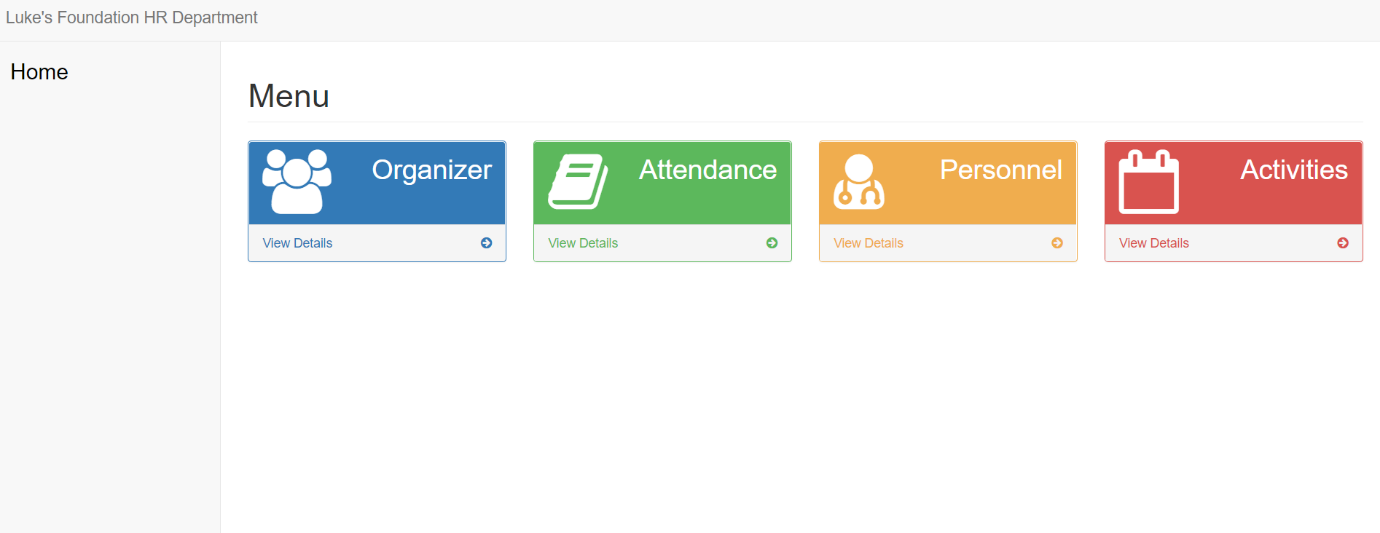 Luke's Foundation HR Department
Home
Menu
Organizer
View Details
Attendance
View Details
Personnel
View Details
Activities
View Details